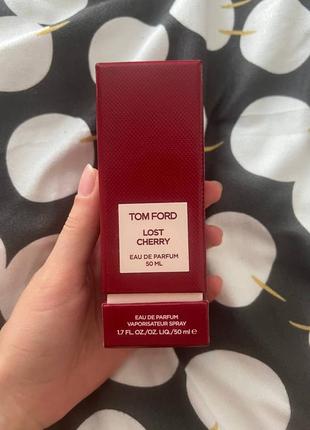 TOM FORD
LOST
CHERRY
EAU DE PARFUM
50 ML
EAU DE PARFUM
VAPORISATEUR SPRAY
1.7 FL. OZ./OZ. LIQ./50 ml ℮